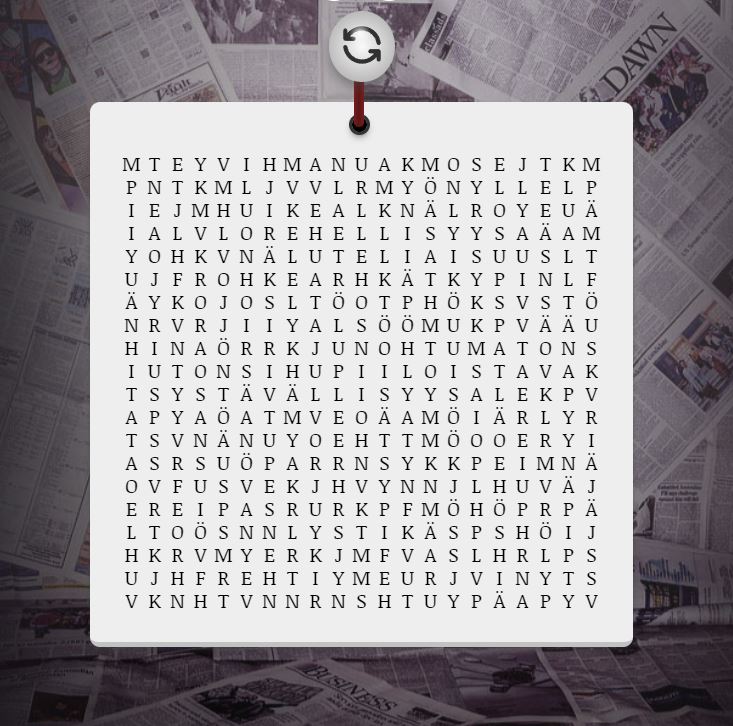 DAWN
M T E Y V I H M A N U A K M O S E J T K M
P N T K M L J V V L R M Y Ö N Y L L E L P
I E J M H U I K E A L K N Ä L R O Y E U Ä
I A L V L O R E H E L L I S Y Y S A Ä A M
Y O H K V N Ä L U T E L I A I S U U S L T
U J F R O H K E A R H K Ä T K Y P I N L F
Ä Y K O J O S L T Ö O T P H Ö K S V S T Ö
N R V R J I I Y A L S Ö Ö M U K P V Ä Ä U
H I N A Ö R R K J U N O H T U M A T O N S
I U T O N S I H U P I I L O I S T A V A K
T S Y S T Ä V Ä L L I S Y Y S A L E K P V
A P Y A Ö A T M V E O Ä A M Ö I Ä R L Y R
T S V N Ä N U Y O E H T T M Ö O O E R Y I
A S R S U Ö P A R R N S Y K K P E I M N Ä
O V F U S V E K J H V Y N N J L H U V Ä J
E R E I P A S R U R K P F M Ö H Ö P R P Ä
L T O Ö S N N L Y S T I K Ä S P S H Ö I J
H K R V M Y E R K J M F V A S L H R L P S
U J H F R E H T I Y M E U R J V I N Y T S
V K N H T V N N R N S H T U Y P Ä A P Y V
BUSINESS